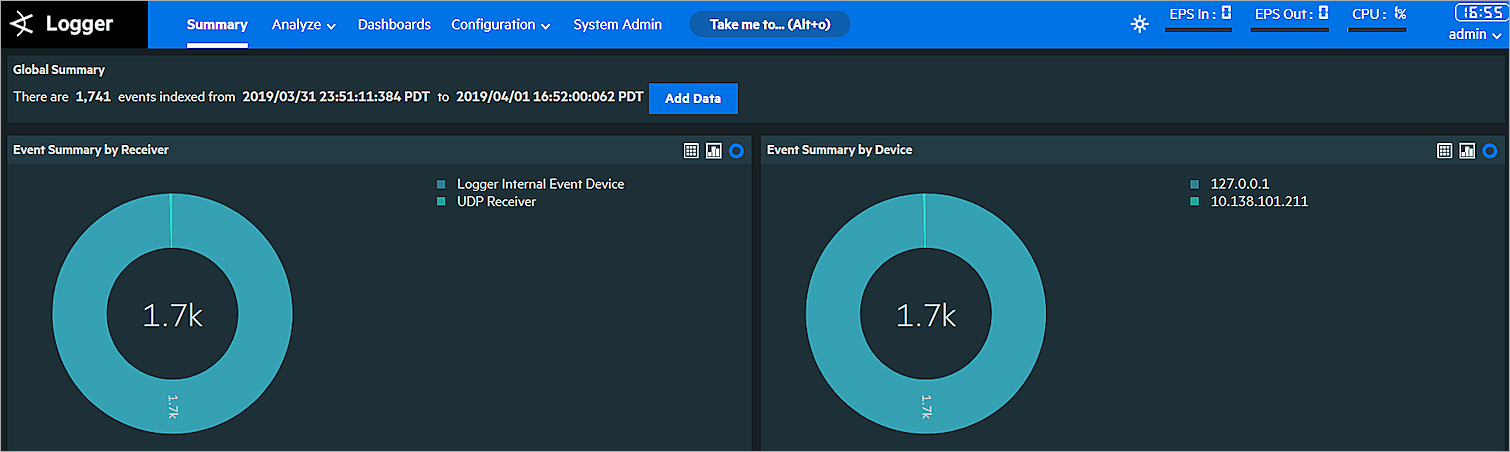 Logger
Summary Analyze Dashboards Configuration System Admin Take me to... (Alt+o) EPS In : 0 EPS Out : 0 CPU : 1% 16:55
admin
Global Summary
There are 1,741 events indexed from 2019/03/31 23:51:11:384 PDT to 2019/04/01 16:52:00:062 PDT Add Data
Event Summary by Receiver
Logger Internal Event Device
UDP Receiver
1.7k
1.7k
Event Summary by Device
127.0.0.1
10.138.101.211
1.7k
1.7k